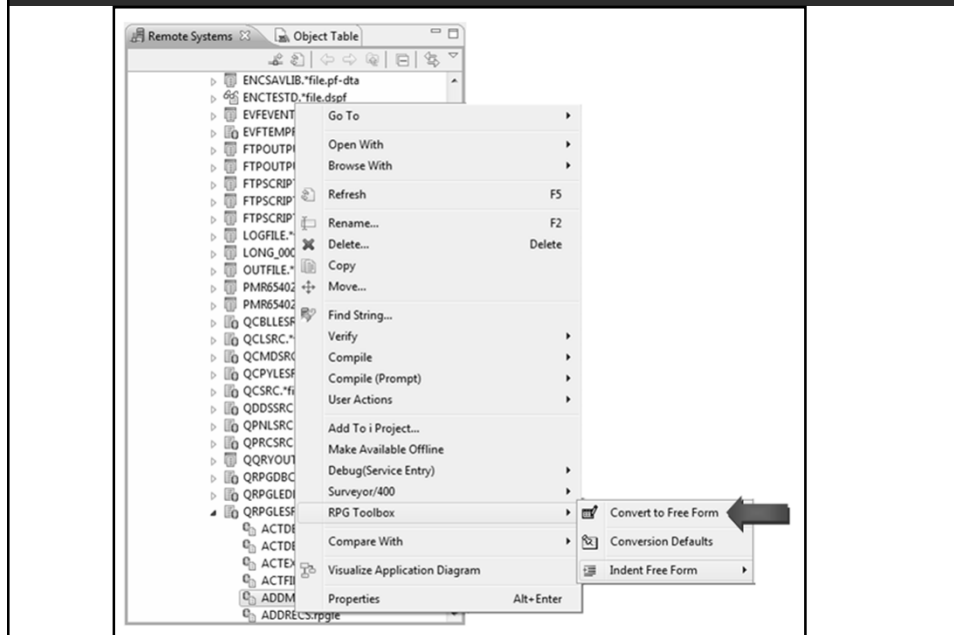 Remote Systems
Object Table
ENCSAVLIB.*file.pf-dta
ENCTESTD.*file.dspf
EVFEVENT
EVFTEMPF
FTPOUTPU
FTPOUTPU
FTPSCRIPT
FTPSCRIPT
FTPSCRIPT
LOGFILE.*
LONG_000
OUTFILE.*
PMR65402
PMR65402
QCBLLESR
QCLSRC.*
QCMDSRC
QCPYLESR
QCSRC.*fi
QDDSSRC
QPNLSRC
QPRCSRC
QQRYOUT
QRPGDBC
QRPGLEDI
QRPGLESR
ACTDE
ACTDE
ACTEX
ACTFI
ADDM
ADDRECS.rpgle
Go To
Open With
Browse With
Refresh F5
Rename... F2
Delete... Delete
Copy
Move...
Find String...
Verify
Compile
Compile (Prompt)
User Actions
Add To i Project...
Make Available Offline
Debug(Service Entry)
Surveyor/400
RPG Toolbox
Compare With
Visualize Application Diagram
Properties Alt+Enter
Convert to Free Form
Conversion Defaults
Indent Free Form